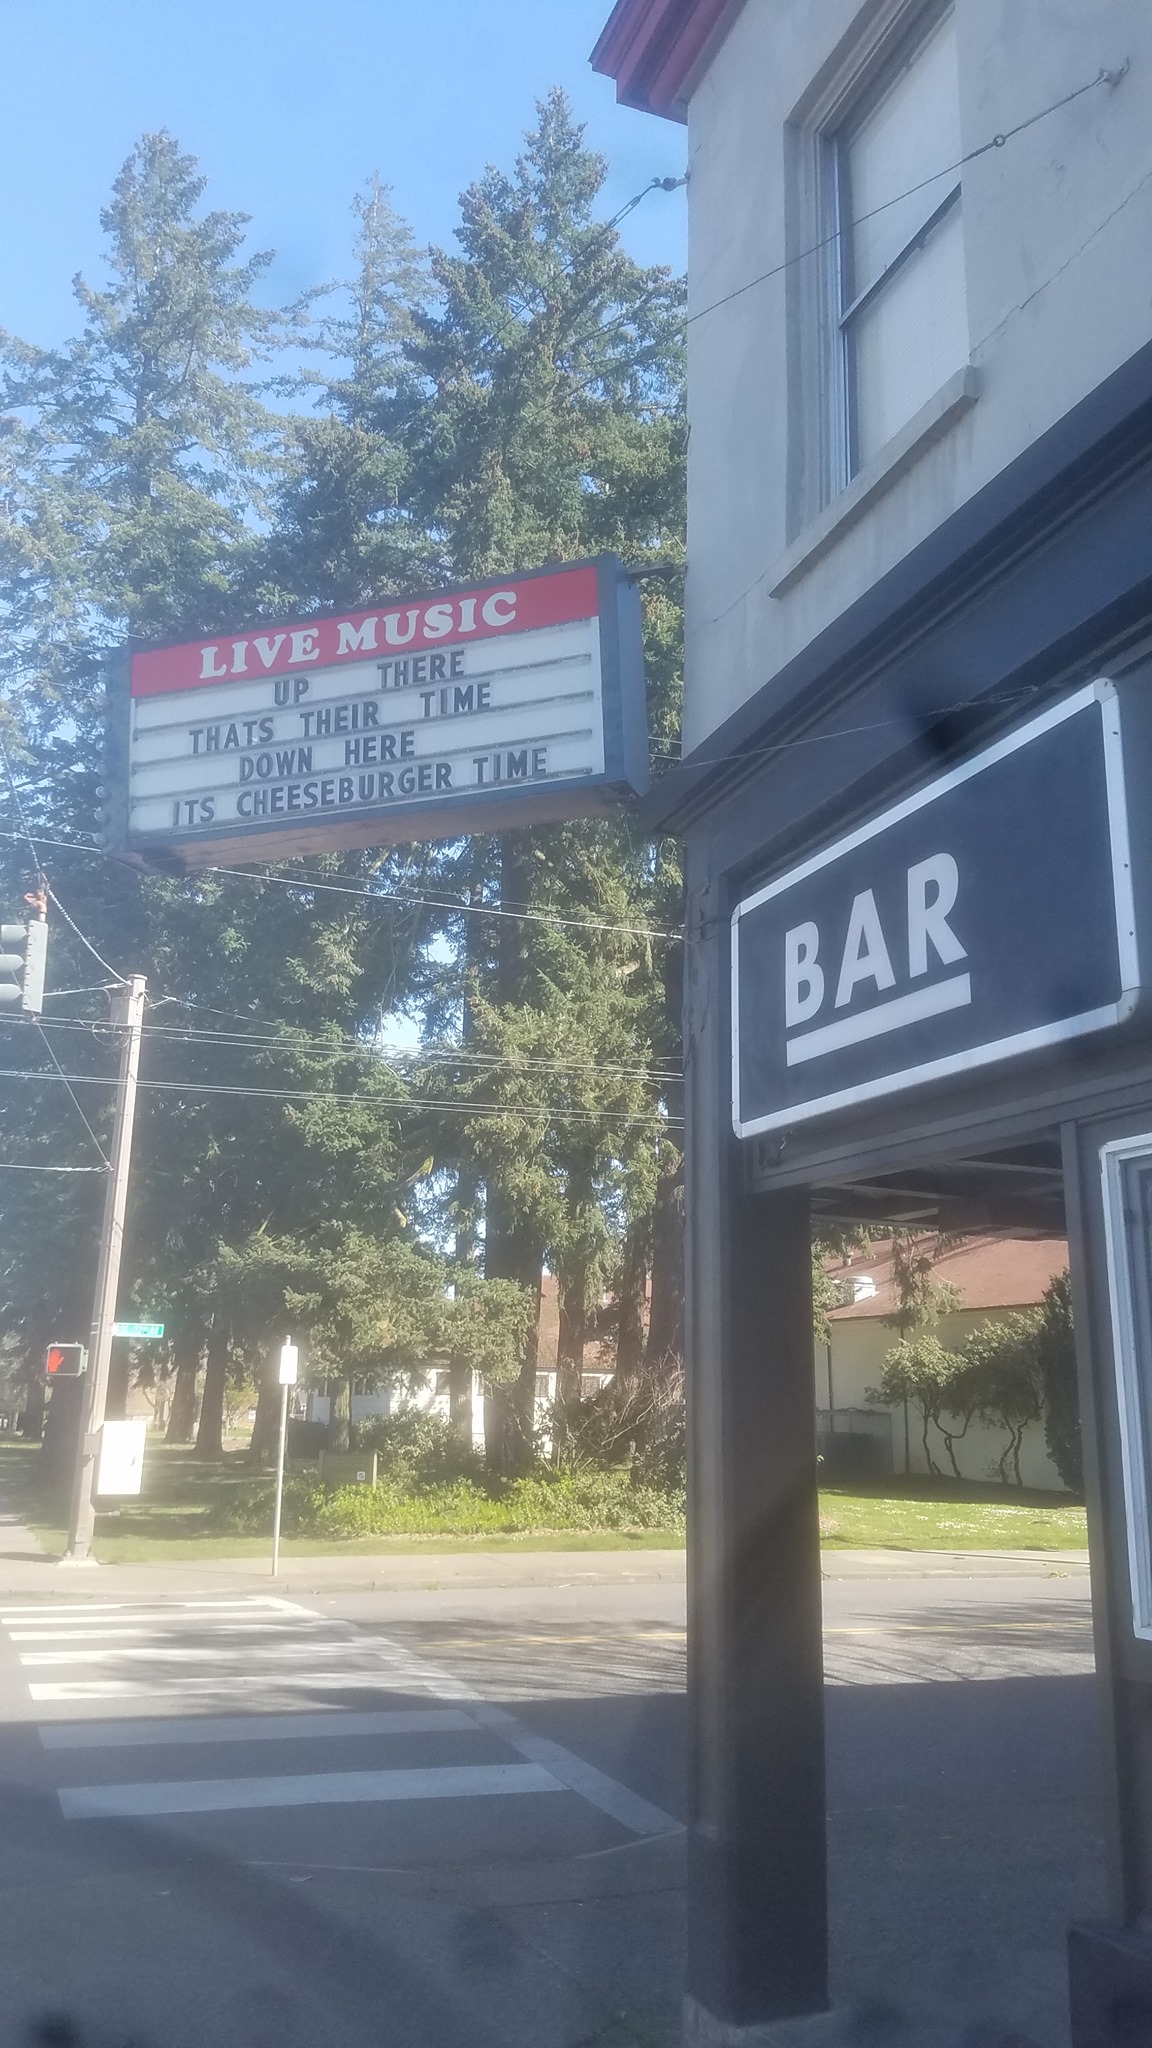 LIVE MUSIC
UP THERE
THATS THEIR TIME
DOWN HERE
ITS CHEESEBURGER TIME
BAR